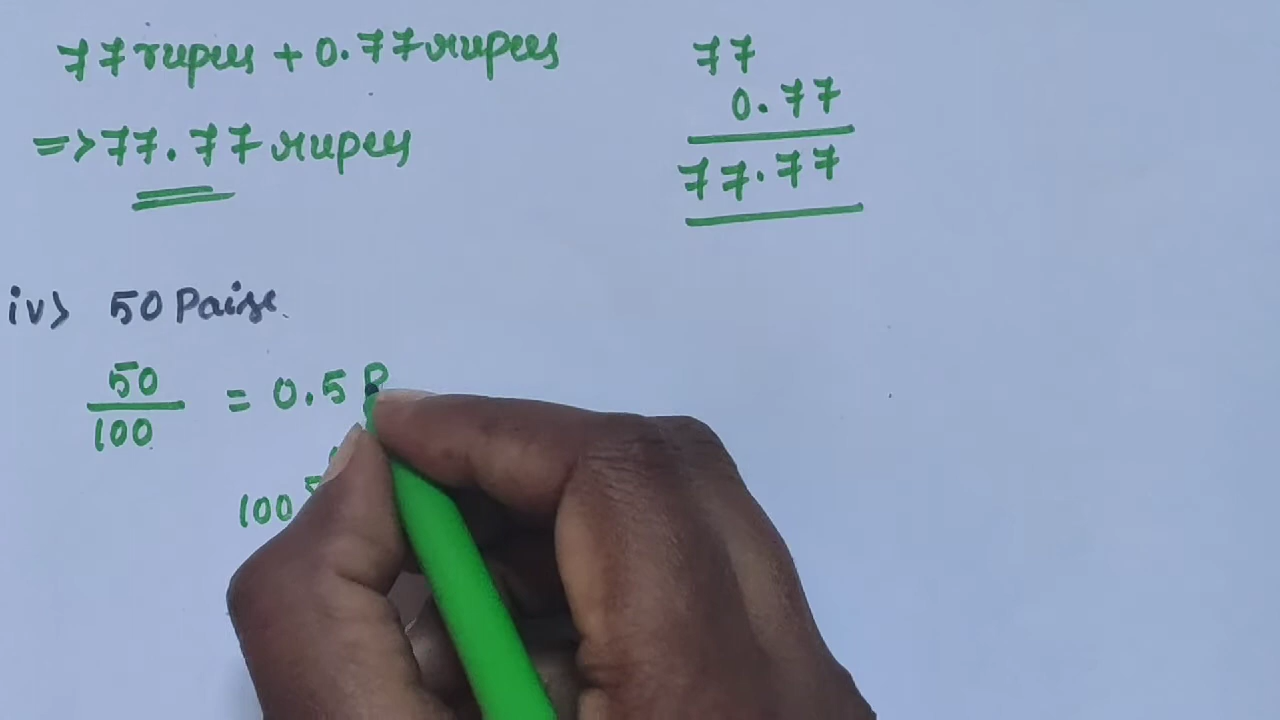 77 rupees + 0.77 rupees
=> 77.77 rupees
77
0.77
77.77
iv> 50 Paise.
50
100
= 0.5 R
100